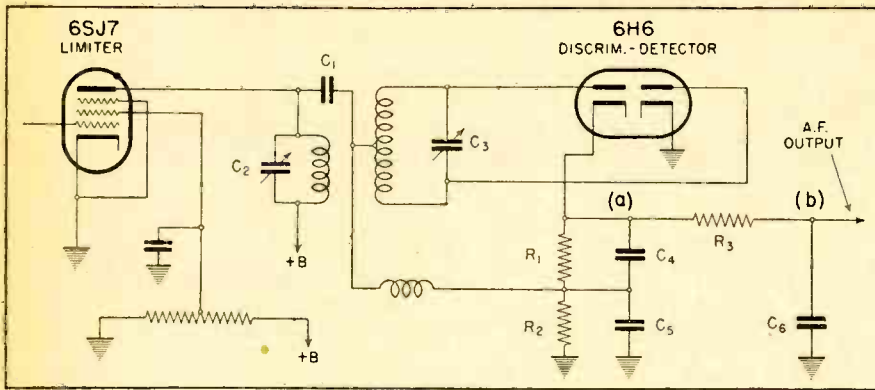 6SJ7
LIMITER
6H6
DISCRIM.-DETECTOR
C1
C2
C3
A.F.
OUTPUT
(a)
(b)
R1
R2
R3
C4
C5
C6
+B
+B